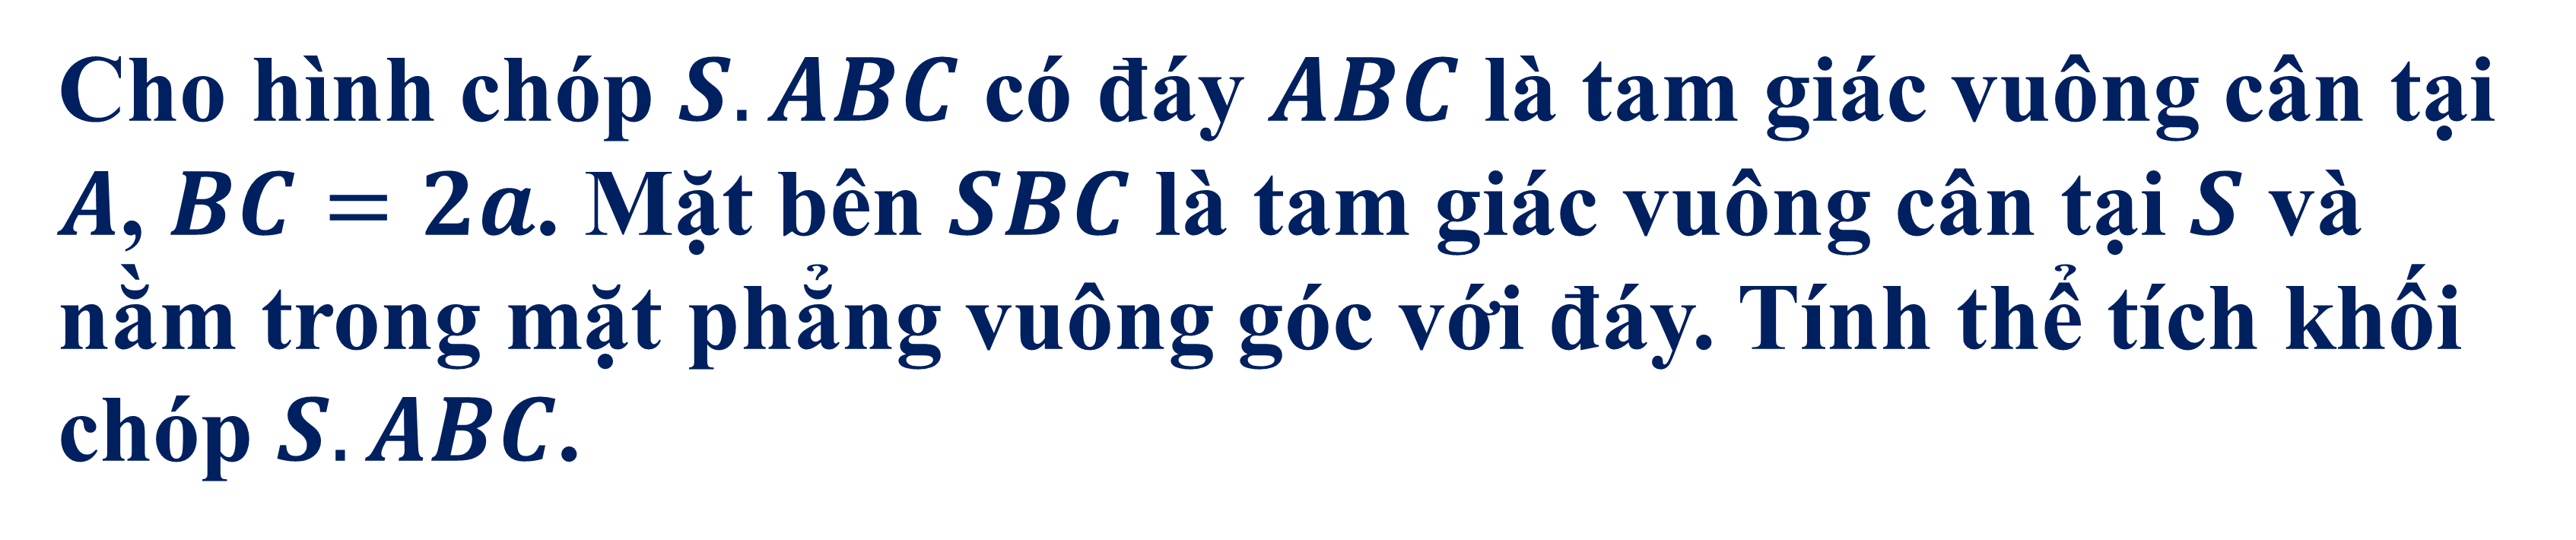 Cho hình chóp S. ABC có đáy ABC là tam giác vuông cân tại
A, BC = 2a. Mặt bên SBC là tam giác vuông cân tại S và
nằm trong mặt phẳng vuông góc với đáy. Tính thể tích khối
chóp S. ABC.